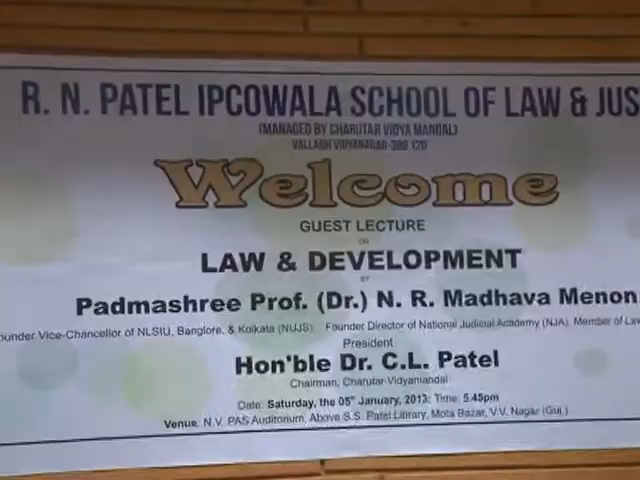 R. N. PATEL IPCOWALA SCHOOL OF LAW & JUS
(MANAGED BY CHARUTAR VIDYA MANDAL)
VALLABH VIDYANAGAR-388 120
Welcome
GUEST LECTURE
ON
LAW & DEVELOPMENT
BY
Padmashree Prof. (Dr.) N. R. Madhava Menon
ounder Vice-Chancellor of NLSIU, Banglore, & Kolkata (NUJS). Founder Director of National Judicial Academy (NJA), Member of Law
President
Hon'ble Dr. C.L. Patel
Chairman, Charutar Vidyamandal
Date: Saturday, the 05th January, 2013; Time: 5.45pm
Venue: N.V. PAS Auditorium, Above S.S. Patel Library, Mota Bazar, V.V. Nagar (Guj.)